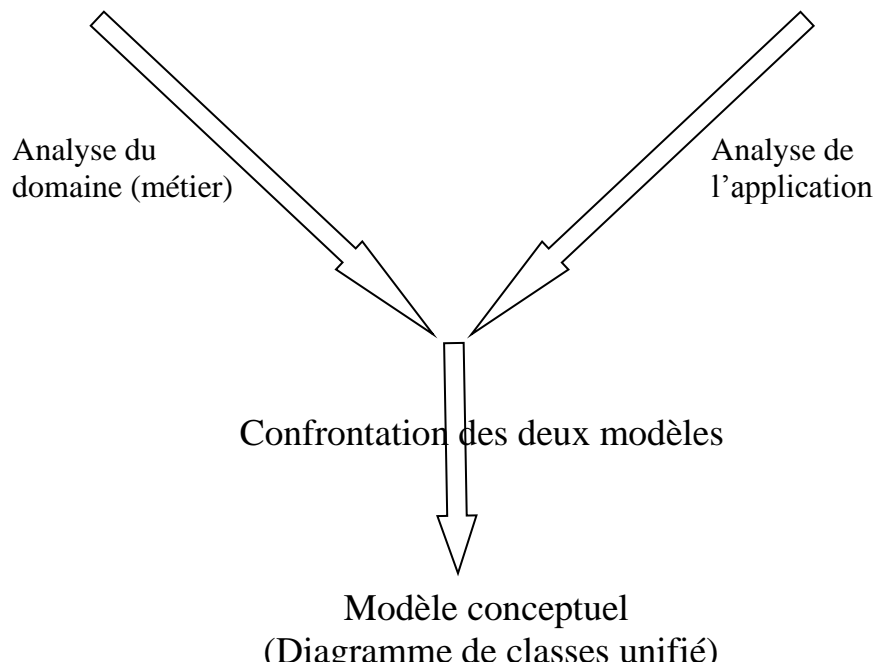 Analyse du
domaine (métier)
Analyse de
l’application
Confrontation des deux modèles
Modèle conceptuel
(Diagramme de classes unifié)